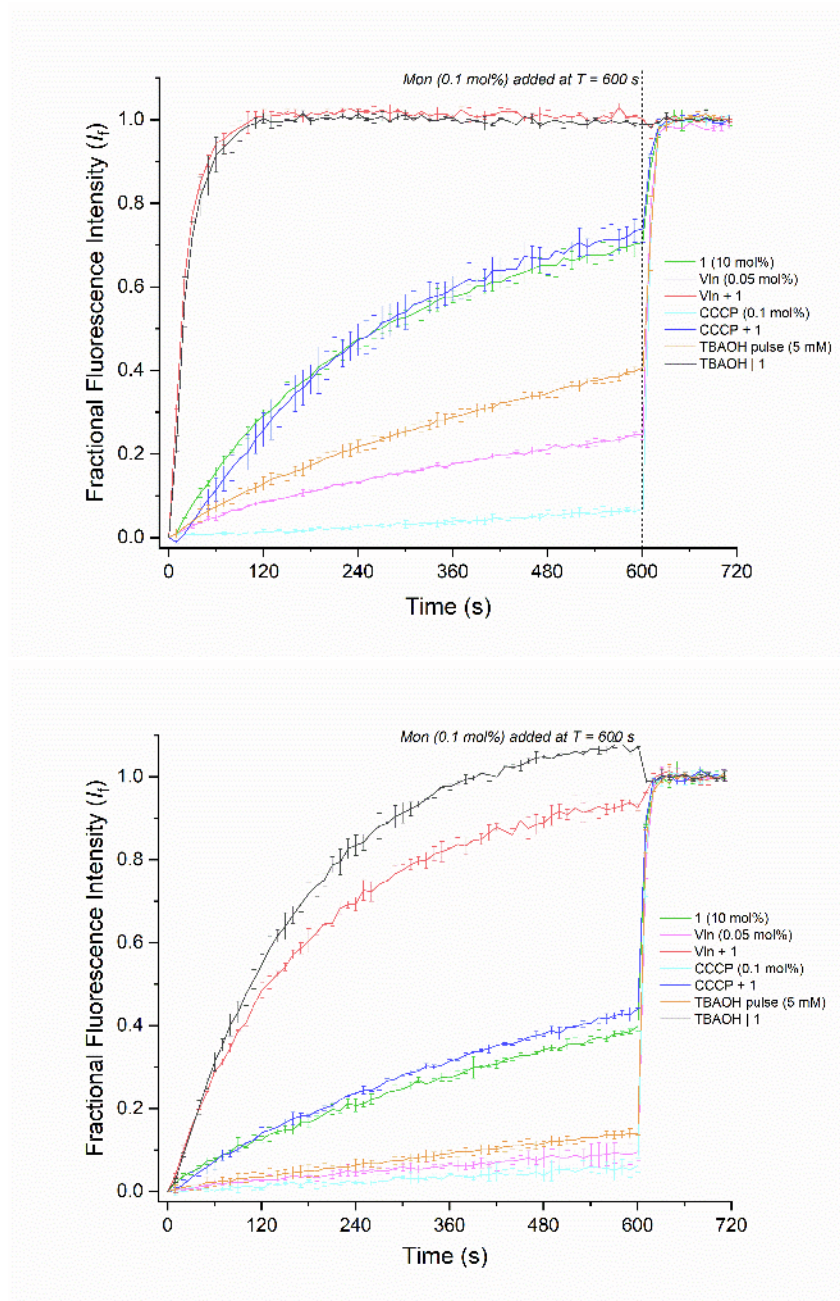 Mon (0.1 mol%) added at T = 600 s
Fractional Fluorescence Intensity (If)
1.0
0.8
0.6
0.4
0.2
0.0
1 (10 mol%)
Vln (0.05 mol%)
Vln + 1
CCCP (0.1 mol%)
CCCP + 1
TBAOH pulse (5 mM)
TBAOH | 1
0 120 240 360 480 600 720
Time (s)
Mon (0.1 mol%) added at T = 600 s
Fractional Fluorescence Intensity (If)
1.0
0.8
0.6
0.4
0.2
0.0
1 (10 mol%)
Vln (0.05 mol%)
Vln + 1
CCCP (0.1 mol%)
CCCP + 1
TBAOH pulse (5 mM)
TBAOH | 1
0 120 240 360 480 600 720
Time (s)